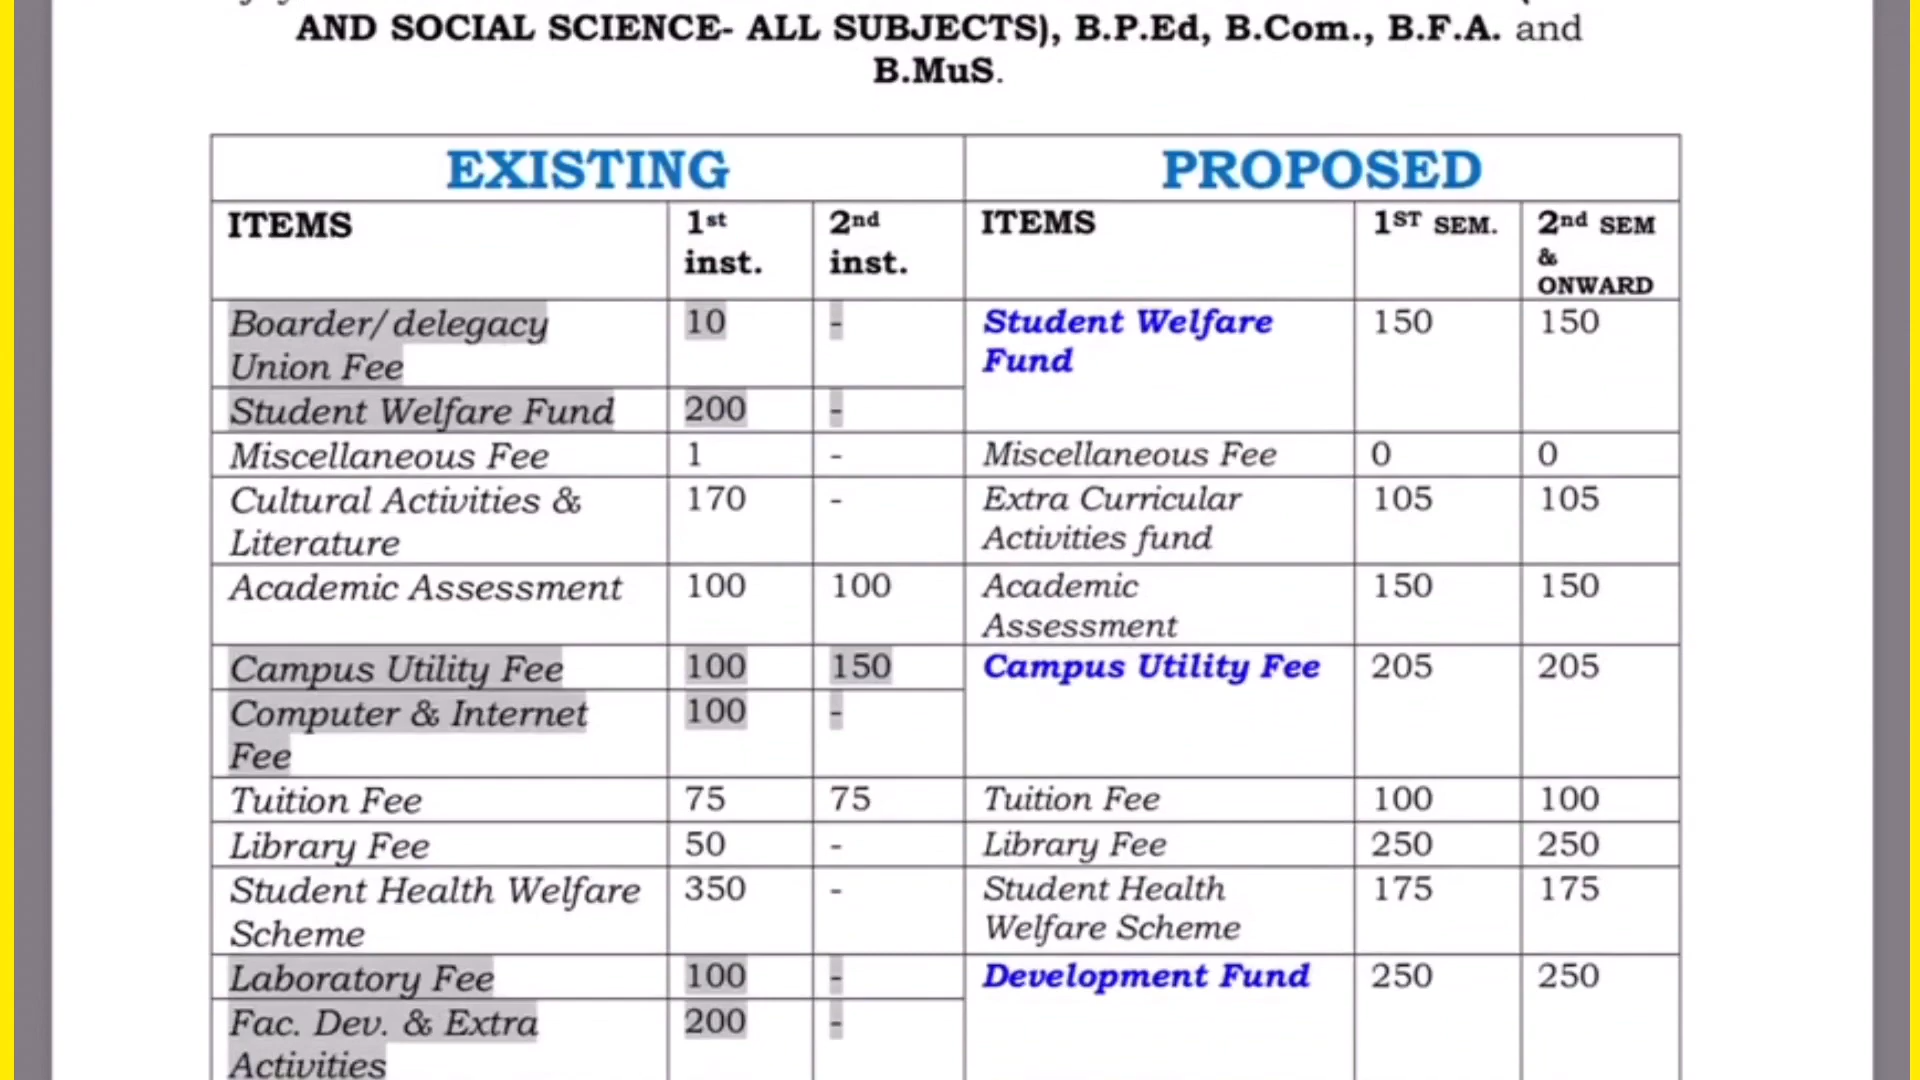 AND SOCIAL SCIENCE- ALL SUBJECTS), B.P.Ed, B.Com., B.F.A. and
B.MuS.
EXISTING PROPOSED
ITEMS 1st inst. 2nd inst. ITEMS 1ST SEM. 2nd SEM & ONWARD
Boarder/delegacy Union Fee 10 - Student Welfare Fund 150 150
Student Welfare Fund 200 -
Miscellaneous Fee 1 - Miscellaneous Fee 0 0
Cultural Activities & Literature 170 - Extra Curricular Activities fund 105 105
Academic Assessment 100 100 Academic Assessment 150 150
Campus Utility Fee 100 150 Campus Utility Fee 205 205
Computer & Internet Fee 100 -
Tuition Fee 75 75 Tuition Fee 100 100
Library Fee 50 - Library Fee 250 250
Student Health Welfare Scheme 350 - Student Health Welfare Scheme 175 175
Laboratory Fee 100 - Development Fund 250 250
Fac. Dev. & Extra Activities 200 -